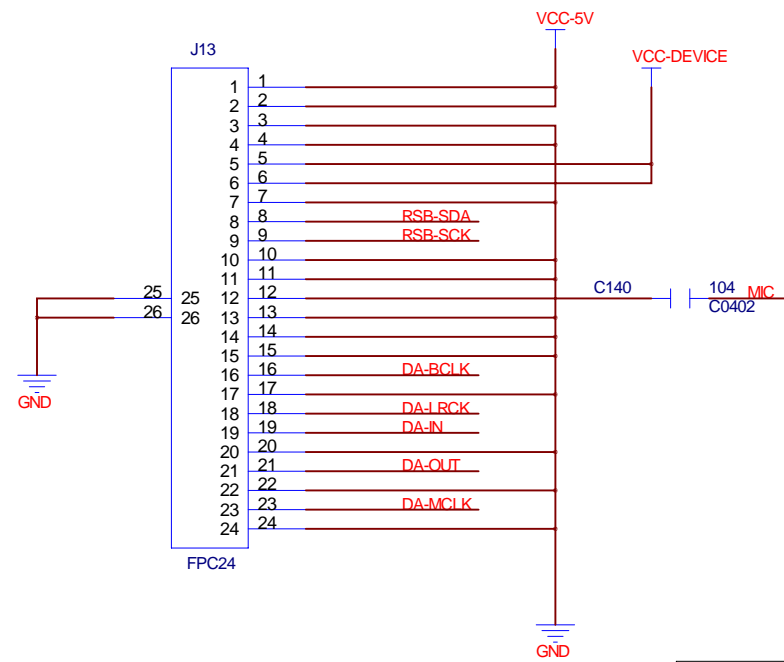 VCC-5V
J13
VCC-DEVICE
1 1
2 2
3 3
4 4
5 5
6 6
7 7
8 8 RSB-SDA
9 9 RSB-SCK
10 10
11 11
25 25 12 12 C140 104 MIC
C0402
26 26 13 13
14 14
15 15
16 16 DA-BCLK
17 17
GND
18 18 DA-LRCK
19 19 DA-IN
20 20
21 21 DA-OUT
22 22
23 23 DA-MCLK
24 24
FPC24
GND